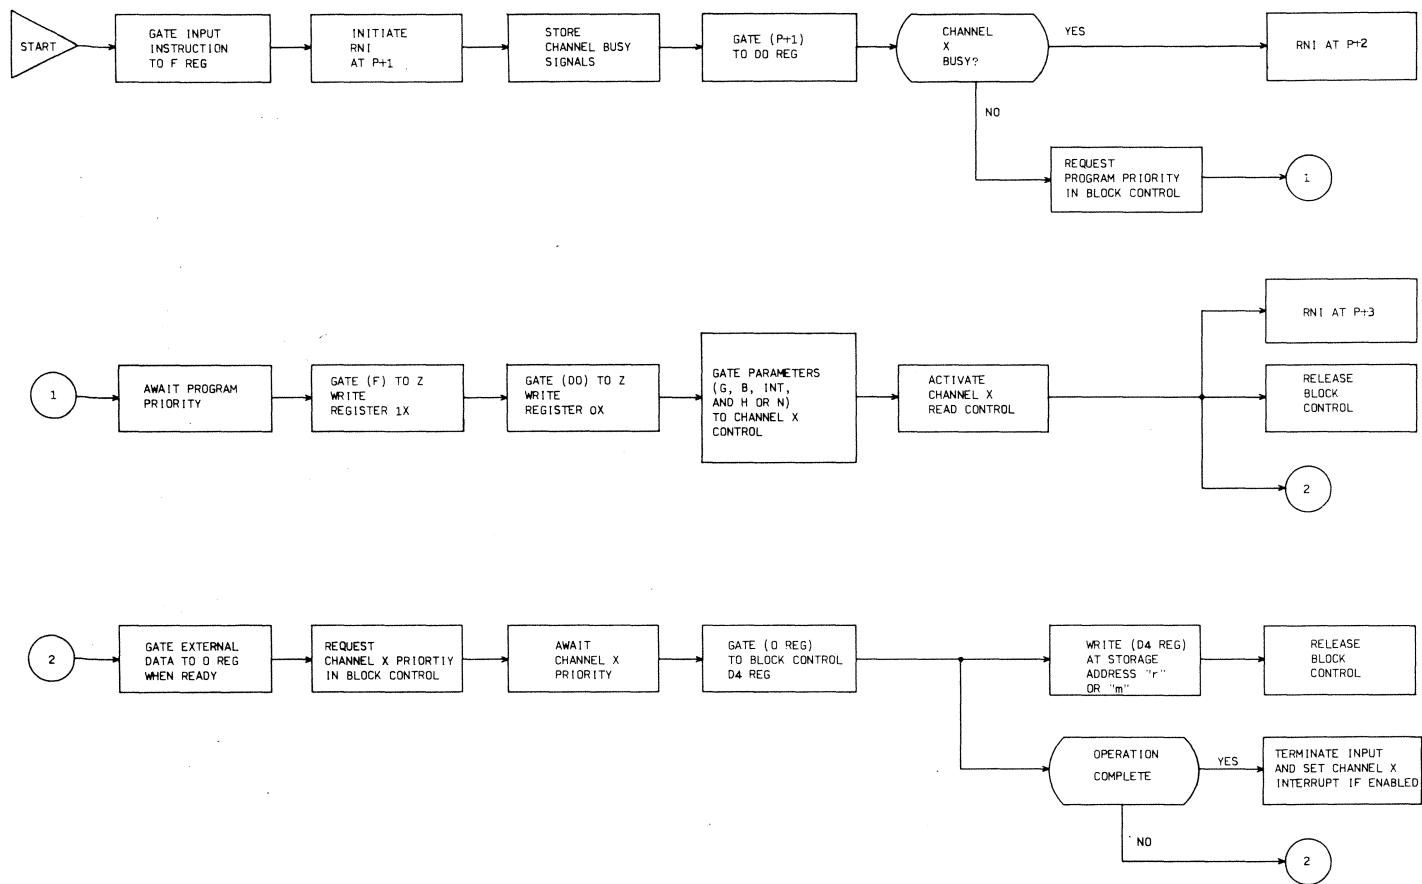 START
GATE INPUT
INSTRUCTION
TO F REG
INITIATE
RNI
AT P+1
STORE
CHANNEL BUSY
SIGNALS
GATE (P+1)
TO DO REG
CHANNEL
X
BUSY?
YES
RNI AT P+2
NO
REQUEST
PROGRAM PRIORITY
IN BLOCK CONTROL
1
RNI AT P+3
1
AWAIT PROGRAM
PRIORITY
GATE (F) TO Z
WRITE
REGISTER 1X
GATE (DO) TO Z
WRITE
REGISTER 0X
GATE PARAMETERS
(G, B, INT,
AND H OR N)
TO CHANNEL X
CONTROL
ACTIVATE
CHANNEL X
READ CONTROL
RELEASE
BLOCK
CONTROL
2
2
GATE EXTERNAL
DATA TO O REG
WHEN READY
REQUEST
CHANNEL X PRIORTIY
IN BLOCK CONTROL
AWAIT
CHANNEL X
PRIORITY
GATE (O REG)
TO BLOCK CONTROL
D4 REG
WRITE (D4 REG)
AT STORAGE
ADDRESS "r"
OR "m"
RELEASE
BLOCK
CONTROL
OPERATION
COMPLETE
YES
TERMINATE INPUT
AND SET CHANNEL X
INTERRUPT IF ENABLED
NO
2